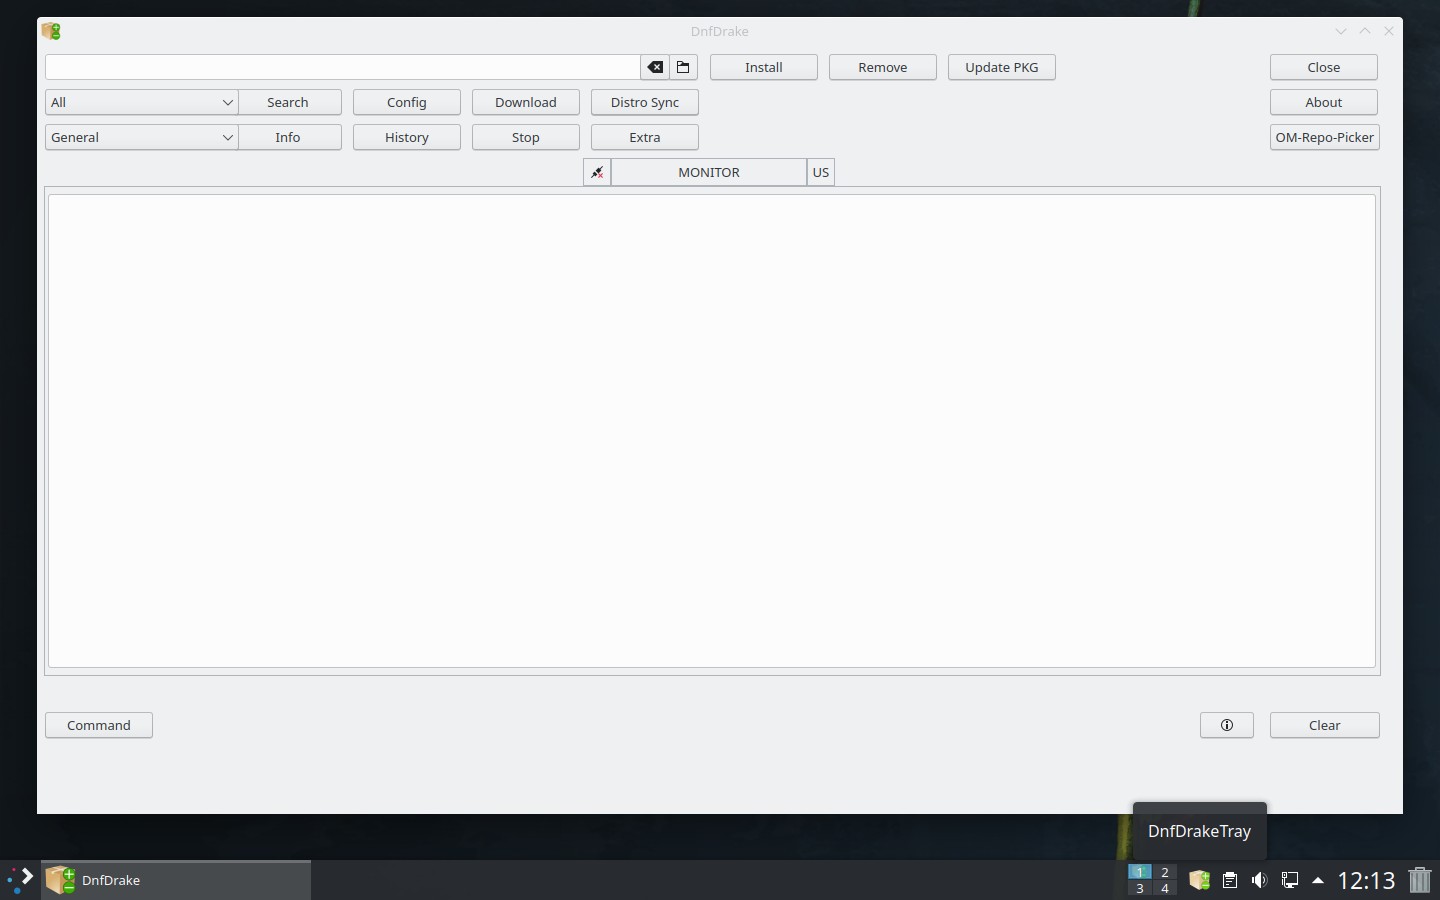 DnfDrake
Install Remove Update PKG Close
All Search Config Download Distro Sync About
General Info History Stop Extra OM-Repo-Picker
MONITOR US
Command Clear
DnfDrakeTray
DnfDrake 1 2 3 4 12:13